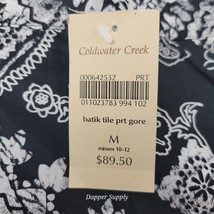 Coldwater Creek
000642532 PRT
011023783 994 102
batik tile prt gore
M
misses 10-12
$89.50
Dapper Supply